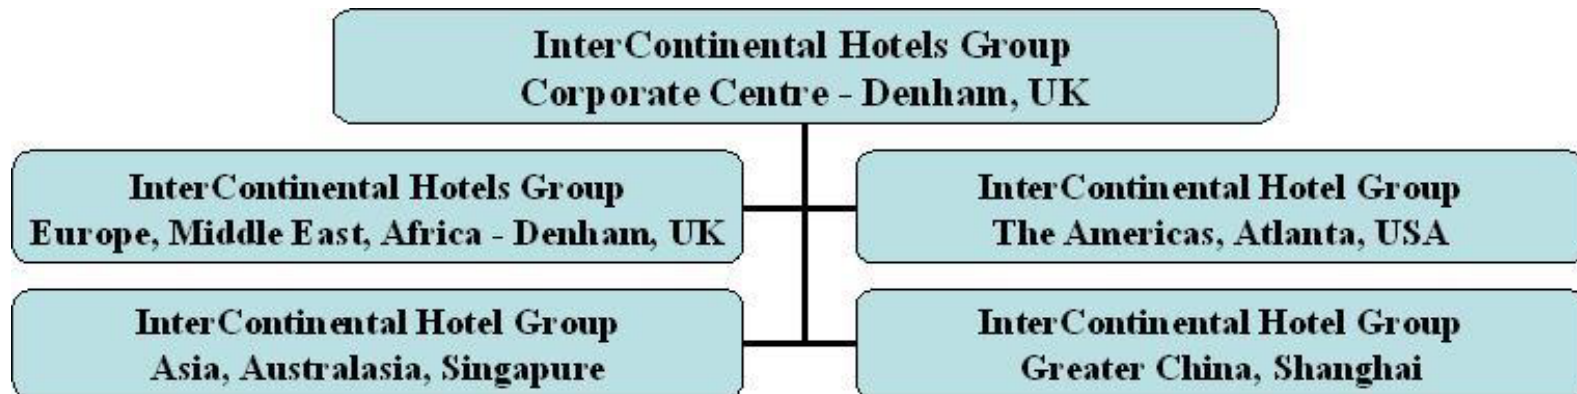 InterContinental Hotels Group
Corporate Centre - Denham, UK
InterContinental Hotels Group
Europe, Middle East, Africa - Denham, UK
InterContinental Hotel Group
The Americas, Atlanta, USA
InterContinental Hotel Group
Asia, Australasia, Singapure
InterContinental Hotel Group
Greater China, Shanghai